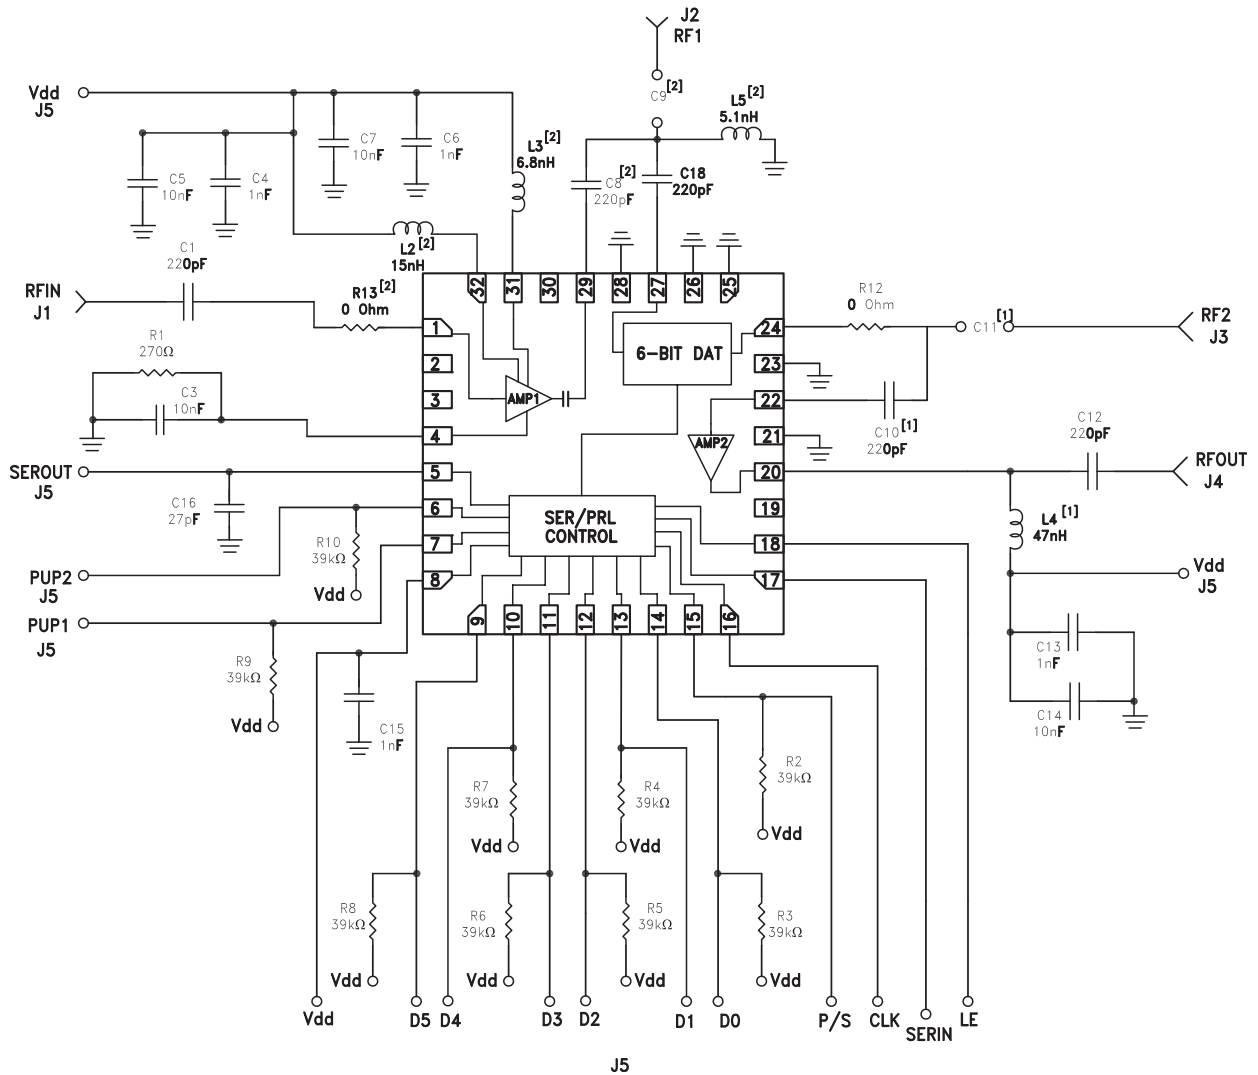 J2
RF1
C9[2]
L5[2]
5.1nH
Vdd
J5
C7
10nF
C6
1nF
L3[2]
6.8nH
C5
10nF
C4
1nF
C8[2]
220pF
C18
220pF
L2[2]
15nH
C1
220pF
RFIN
J1
R13[2]
0 Ohm
R12
0 Ohm
C11[1]
RF2
J3
32
31
30
29
28
27
26
25
1
2
3
4
5
6
7
8
24
23
22
21
20
19
18
17
6-BIT DAT
AMP1
AMP2
R1
270Ω
C3
10nF
C10[1]
220pF
C12
220pF
RFOUT
J4
SEROUT
J5
C16
27pF
SER/PRL
CONTROL
L4[1]
47nH
R10
39kΩ
Vdd
PUP2
J5
PUP1
J5
Vdd
J5
9
10
11
12
13
14
15
16
R9
39kΩ
Vdd
C13
1nF
C14
10nF
C15
1nF
R7
39kΩ
Vdd
R4
39kΩ
Vdd
R2
39kΩ
Vdd
R8
39kΩ
Vdd
R6
39kΩ
Vdd
R5
39kΩ
Vdd
R3
39kΩ
Vdd
Vdd
D5
D4
D3
D2
D1
D0
P/S
CLK
SERIN
LE
J5